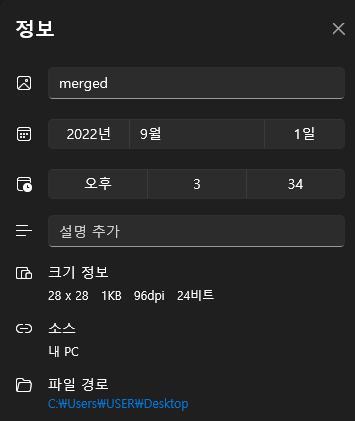 정보
merged
2022년 9월 1일
오후 3 34
설명 추가
크기 정보
28 x 28 1KB 96dpi 24비트
소스
내 PC
파일 경로
C:₩Users₩USER₩Desktop